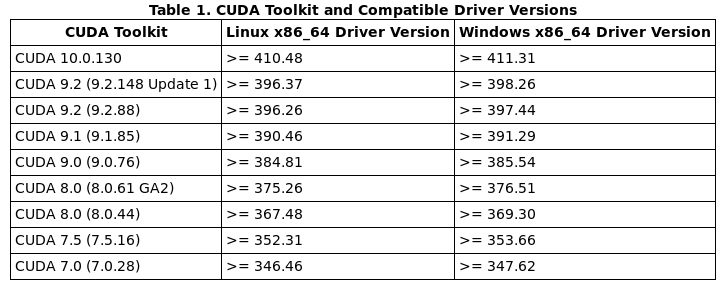 Table 1. CUDA Toolkit and Compatible Driver Versions
CUDA Toolkit Linux x86_64 Driver Version Windows x86_64 Driver Version
CUDA 10.0.130 >= 410.48 >= 411.31
CUDA 9.2 (9.2.148 Update 1) >= 396.37 >= 398.26
CUDA 9.2 (9.2.88) >= 396.26 >= 397.44
CUDA 9.1 (9.1.85) >= 390.46 >= 391.29
CUDA 9.0 (9.0.76) >= 384.81 >= 385.54
CUDA 8.0 (8.0.61 GA2) >= 375.26 >= 376.51
CUDA 8.0 (8.0.44) >= 367.48 >= 369.30
CUDA 7.5 (7.5.16) >= 352.31 >= 353.66
CUDA 7.0 (7.0.28) >= 346.46 >= 347.62